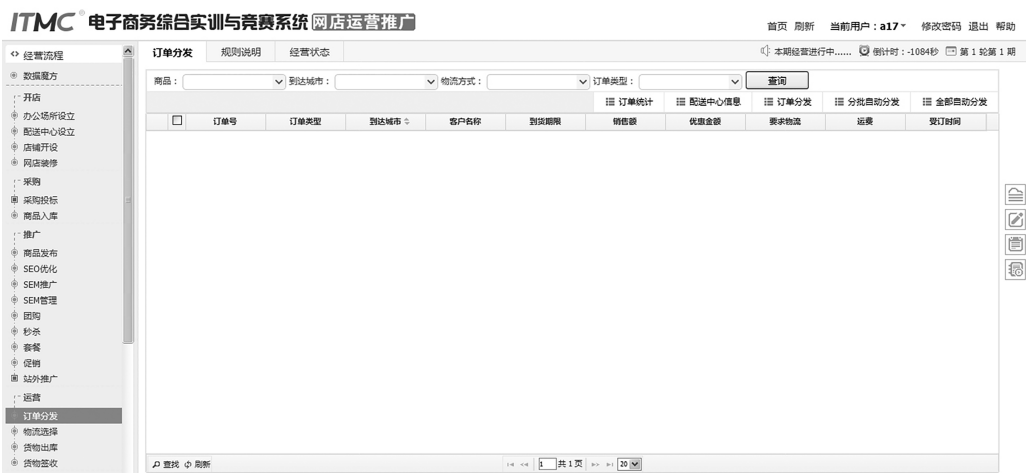 ITMC® 电子商务综合实训与竞赛系统 网店运营推广
首页 刷新 当前用户：a17 修改密码 退出 帮助
经营流程
数据魔方
开店
办公场所设立
配送中心设立
店铺开设
网店装修
采购
采购投标
商品入库
推广
商品发布
SEO优化
SEM推广
SEM管理
团购
秒杀
套餐
促销
站外推广
运营
订单分发
物流选择
货物出库
货物签收
订单分发 规则说明 经营状态
本期经营进行中...... 倒计时：-1084秒 第 1 轮第 1 期
商品： 到达城市： 物流方式： 订单类型： 查询
订单统计 配送中心信息 订单分发 分批自动分发 全部自动分发
订单号 订单类型 到达城市 客户名称 到货期限 销售额 优惠金额 要求物流 运费 受订时间
查找 刷新 1 共 1 页 20